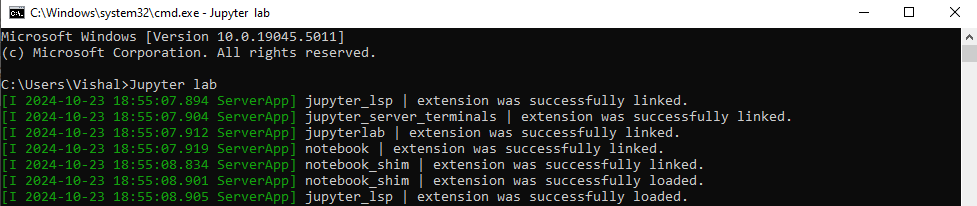 C:\Windows\system32\cmd.exe - Jupyter  lab
Microsoft Windows [Version 10.0.19045.5011]
(c) Microsoft Corporation. All rights reserved.
C:\Users\Vishal>Jupyter lab
[I 2024-10-23 18:55:07.894 ServerApp] jupyter_lsp | extension was successfully linked.
[I 2024-10-23 18:55:07.904 ServerApp] jupyter_server_terminals | extension was successfully linked.
[I 2024-10-23 18:55:07.912 ServerApp] jupyterlab | extension was successfully linked.
[I 2024-10-23 18:55:07.919 ServerApp] notebook | extension was successfully linked.
[I 2024-10-23 18:55:08.834 ServerApp] notebook_shim | extension was successfully linked.
[I 2024-10-23 18:55:08.901 ServerApp] notebook_shim | extension was successfully loaded.
[I 2024-10-23 18:55:08.905 ServerApp] jupyter_lsp | extension was successfully loaded.